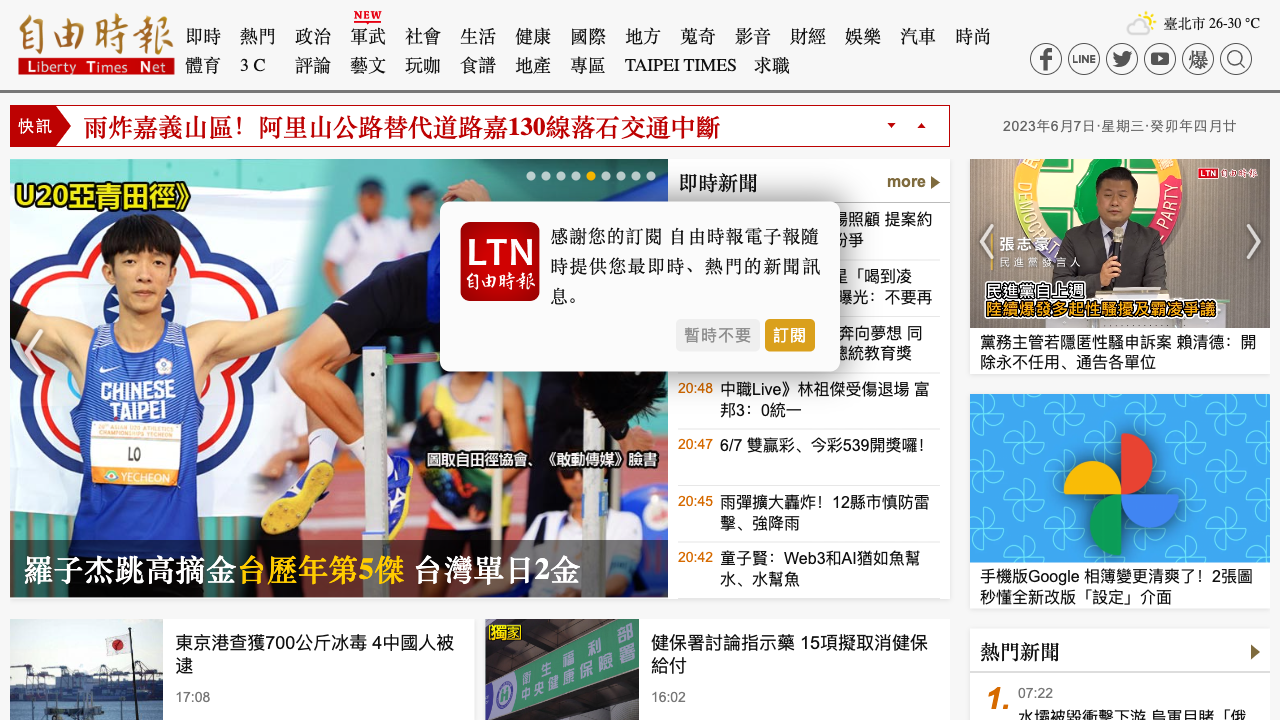 自由時報
Liberty Times Net
即時 熱門 政治 軍武 社會 生活 健康 國際 地方 蒐奇 影音 財經 娛樂 汽車 時尚
NEW
體育 3 C 評論 藝文 玩咖 食譜 地產 專區 TAIPEI TIMES 求職
臺北市 26-30 °C
LINE
爆
快訊 雨炸嘉義山區！阿里山公路替代道路嘉130線落石交通中斷
2023年6月7日‧星期三‧癸卯年四月廿
U20亞青田徑》
CHINESE
TAIPEI
LO
YECHEON
圖取自田徑協會、《敢動傳媒》臉書
羅子杰跳高摘金台歷年第5傑 台灣單日2金
即時新聞 more
場照顧 提案約
紛爭
星「喝到凌
曝光：不要再
奔向夢想 同
總統教育獎
20:48 中職Live》林祖傑受傷退場 富
邦3：0統一
20:47 6/7 雙贏彩、今彩539開獎囉！
20:45 雨彈擴大轟炸！12縣市慎防雷
擊、強降雨
20:42 童子賢：Web3和AI猶如魚幫
水、水幫魚
LTN
自由時報
感謝您的訂閱 自由時報電子報隨
時提供您最即時、熱門的新聞訊
息。
暫時不要 訂閱
LTN 自由時報
DEMO
PARTY
張志豪
民進黨發言人
民進黨自上週
陸續爆發多起性騷擾及霸凌爭議
黨務主管若隱匿性騷申訴案 賴清德：開
除永不任用、通告各單位
手機版Google 相簿變更清爽了！2張圖
秒懂全新改版「設定」介面
東京港查獲700公斤冰毒 4中國人被
逮
17:08
獨家
衛生福利部
中央健康保險署
健保署討論指示藥 15項擬取消健保
給付
16:02
熱門新聞
1. 07:22
水壩被毀衝擊下游 烏軍目睹「俄